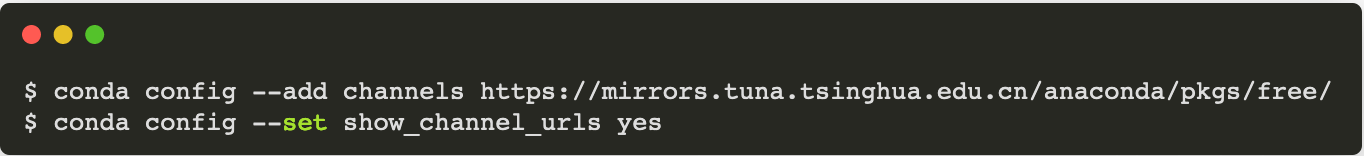 $ conda config --add channels https://mirrors.tuna.tsinghua.edu.cn/anaconda/pkgs/free/
$ conda config --set show_channel_urls yes